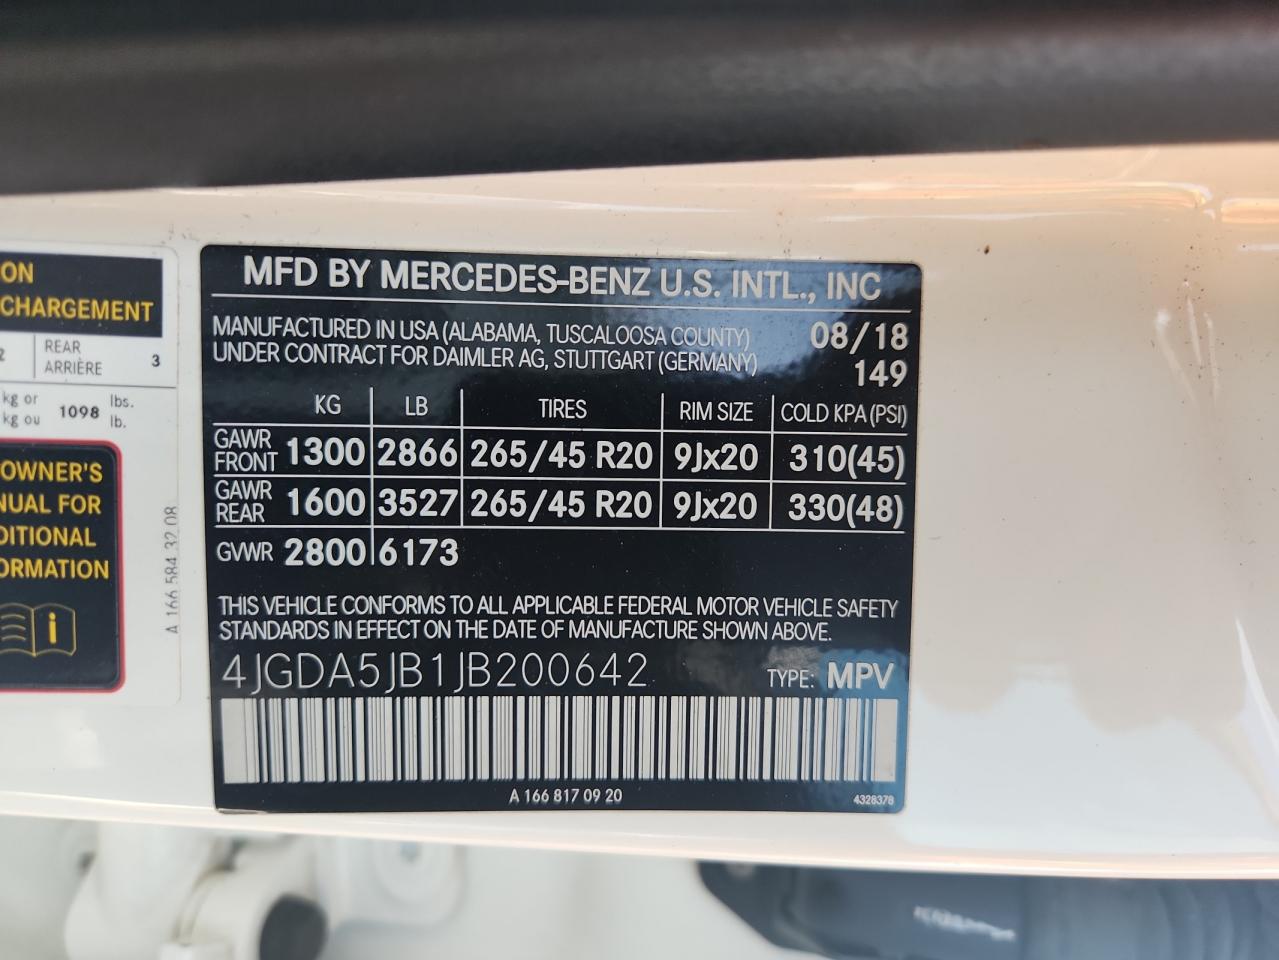 ON
CHARGEMENT
2 REAR ARRIÈRE 3
kg or
kg ou 1098 lbs. lb.
OWNER'S
NUAL FOR
DITIONAL
ORMATION
i
A 166 584 32 08
MFD BY MERCEDES-BENZ U.S. INTL., INC
MANUFACTURED IN USA (ALABAMA, TUSCALOOSA COUNTY) 08/18
UNDER CONTRACT FOR DAIMLER AG, STUTTGART (GERMANY) 149
KG LB TIRES RIM SIZE COLD KPA (PSI)
GAWR FRONT 1300 2866 265/45 R20 9Jx20 310(45)
GAWR REAR 1600 3527 265/45 R20 9Jx20 330(48)
GVWR 2800 6173
THIS VEHICLE CONFORMS TO ALL APPLICABLE FEDERAL MOTOR VEHICLE SAFETY
STANDARDS IN EFFECT ON THE DATE OF MANUFACTURE SHOWN ABOVE.
4JGDA5JB1JB200642 TYPE: MPV
A 166 817 09 20 4328378